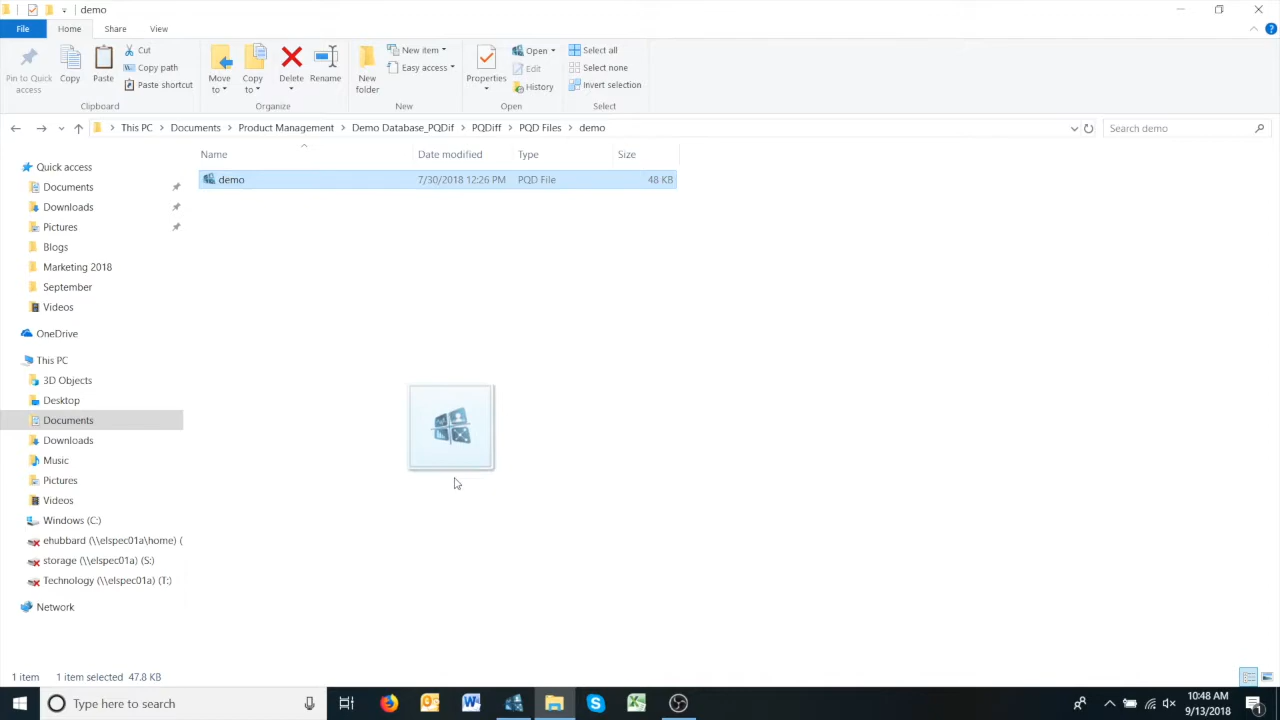 demo
File Home Share View
Pin to Quick access
Copy
Paste
Cut
Copy path
Paste shortcut
Clipboard
Move to
Copy to
Delete
Rename
Organize
New folder
New item
Easy access
New
Properties
Open
Edit
History
Open
Select all
Select none
Invert selection
Select
This PC > Documents > Product Management > Demo Database_PQDif > PQDiff > PQD Files > demo
Search demo
Name Date modified Type Size
demo 7/30/2018 12:26 PM PQD File 48 KB
Quick access
Documents
Downloads
Pictures
Blogs
Marketing 2018
September
Videos
OneDrive
This PC
3D Objects
Desktop
Documents
Downloads
Music
Pictures
Videos
Windows (C:)
ehubbard (\\elspec01a\home) (
storage (\\elspec01a) (S:)
Technology (\\elspec01a) (T:)
Network
1 item 1 item selected 47.8 KB
Type here to search
10:48 AM
9/13/2018